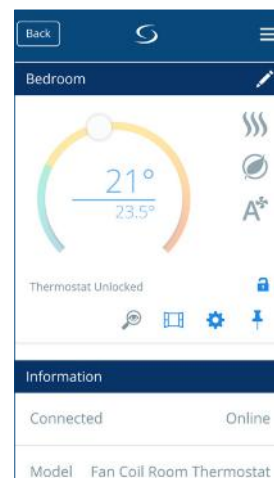 Back
Bedroom
21°
23.5°
A
Thermostat Unlocked
Information
Connected Online
Model Fan Coil Room Thermostat